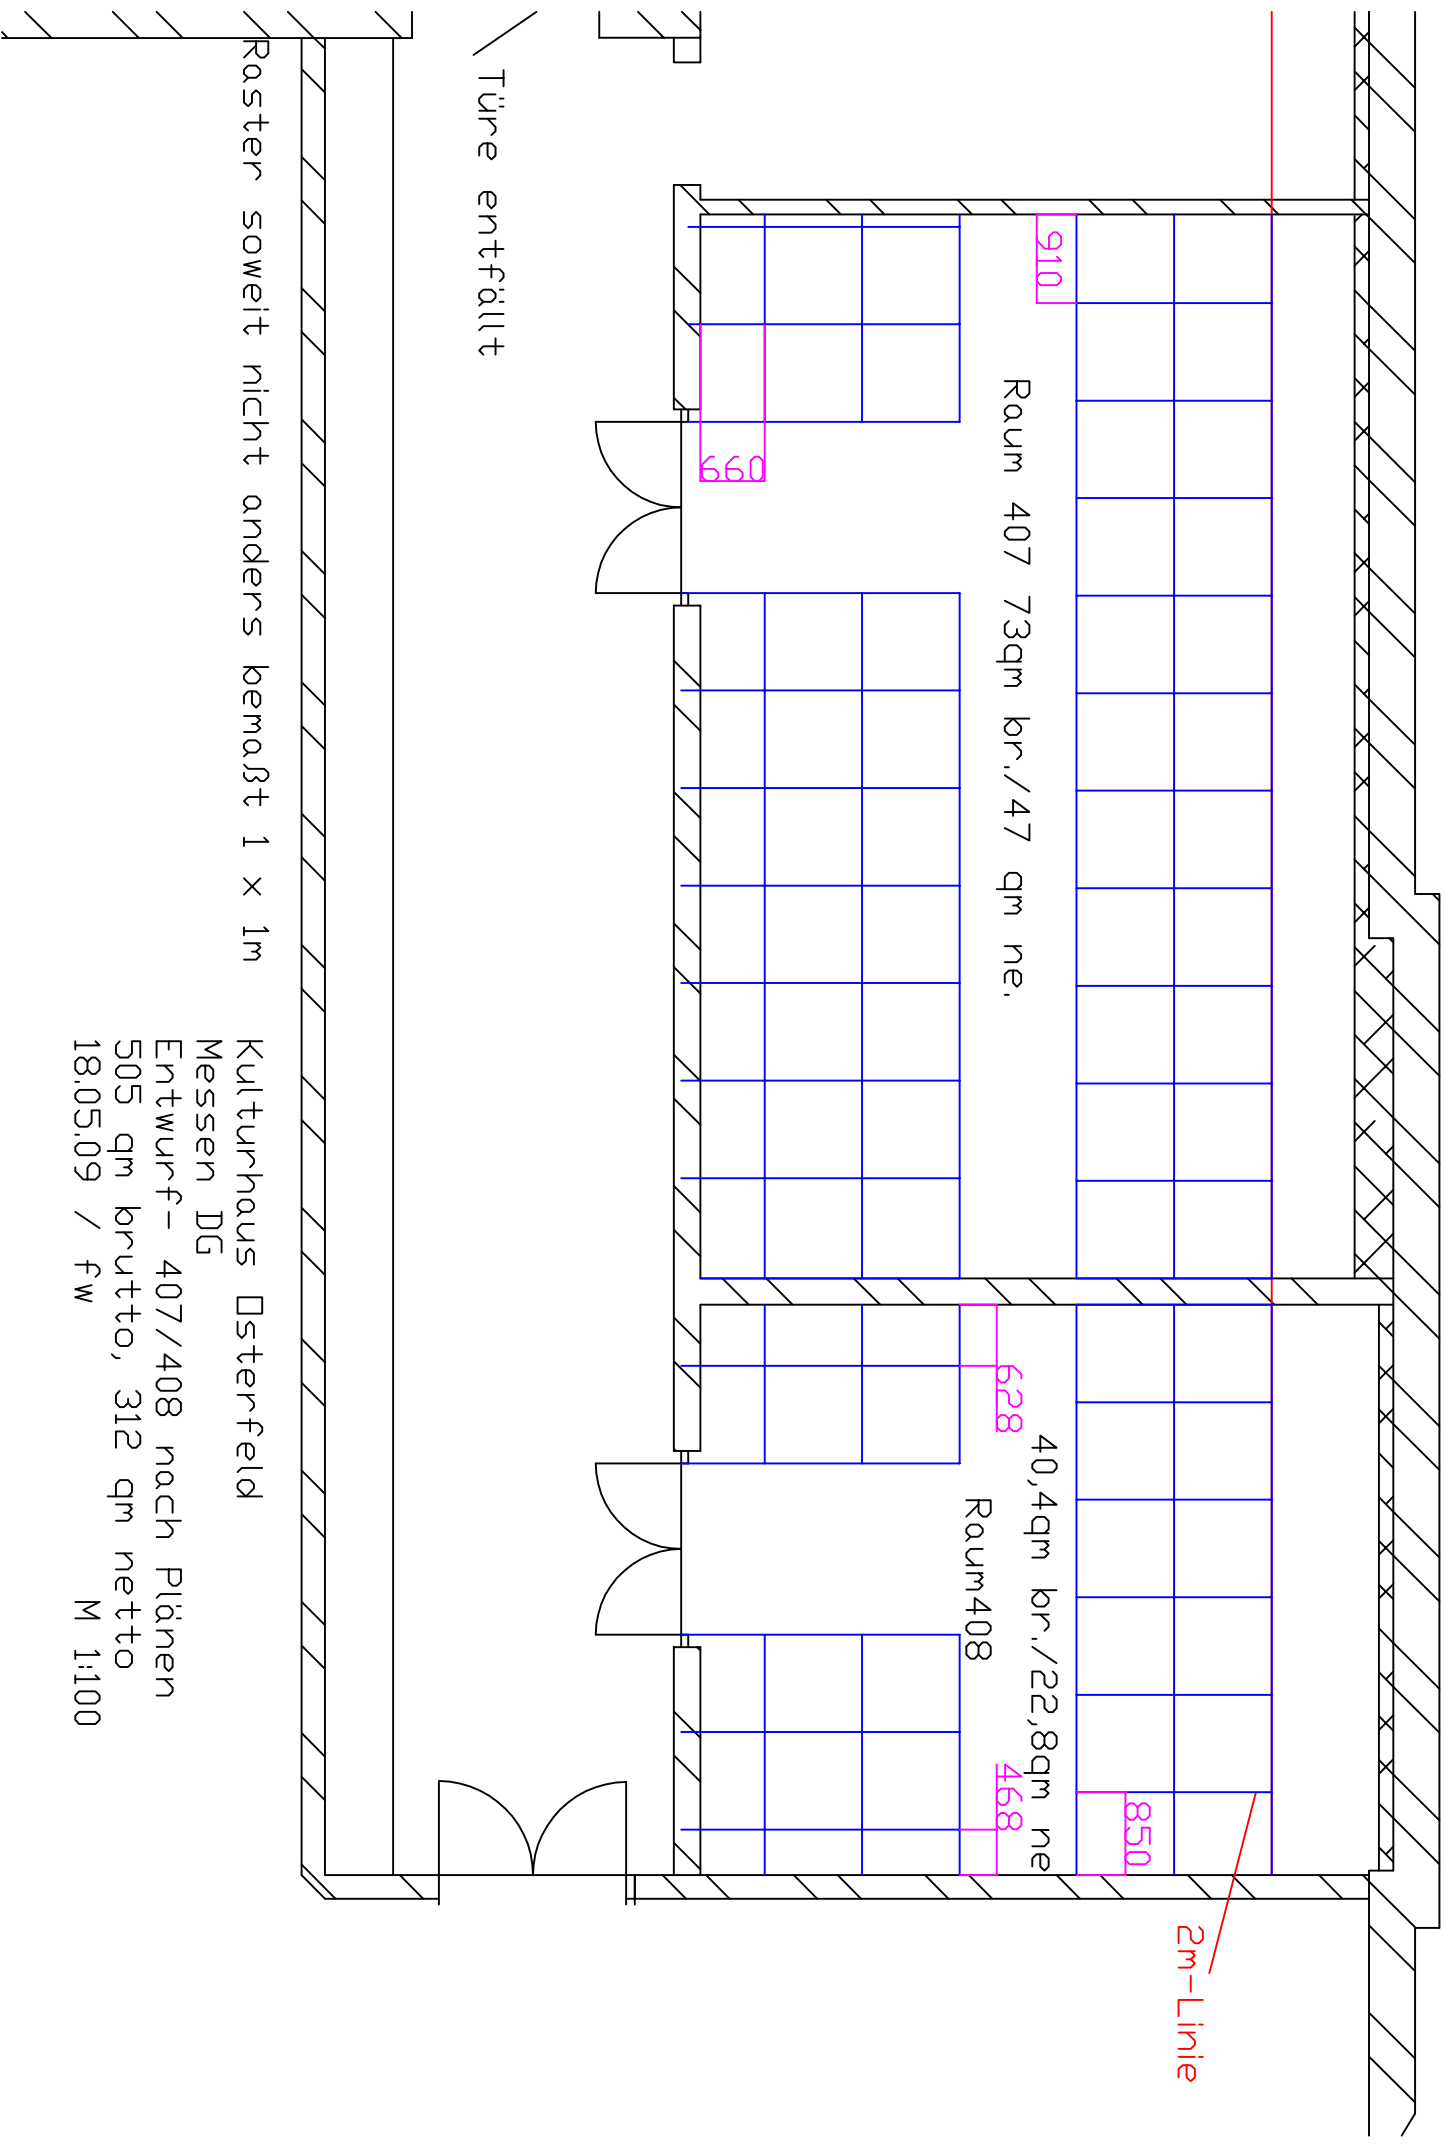 2m-Linie
910
Raum 407 73qm br./47 qm ne.
660
628
40,4qm br./22,8qm ne
Raum408
468
850
Türe entfällt
Raster soweit nicht anders bemaßt 1 x 1m
Kulturhaus Osterfeld
Messen DG
Entwurf- 407/408 nach Plänen
505 qm brutto, 312 qm netto
18.05.09 / fw M 1:100